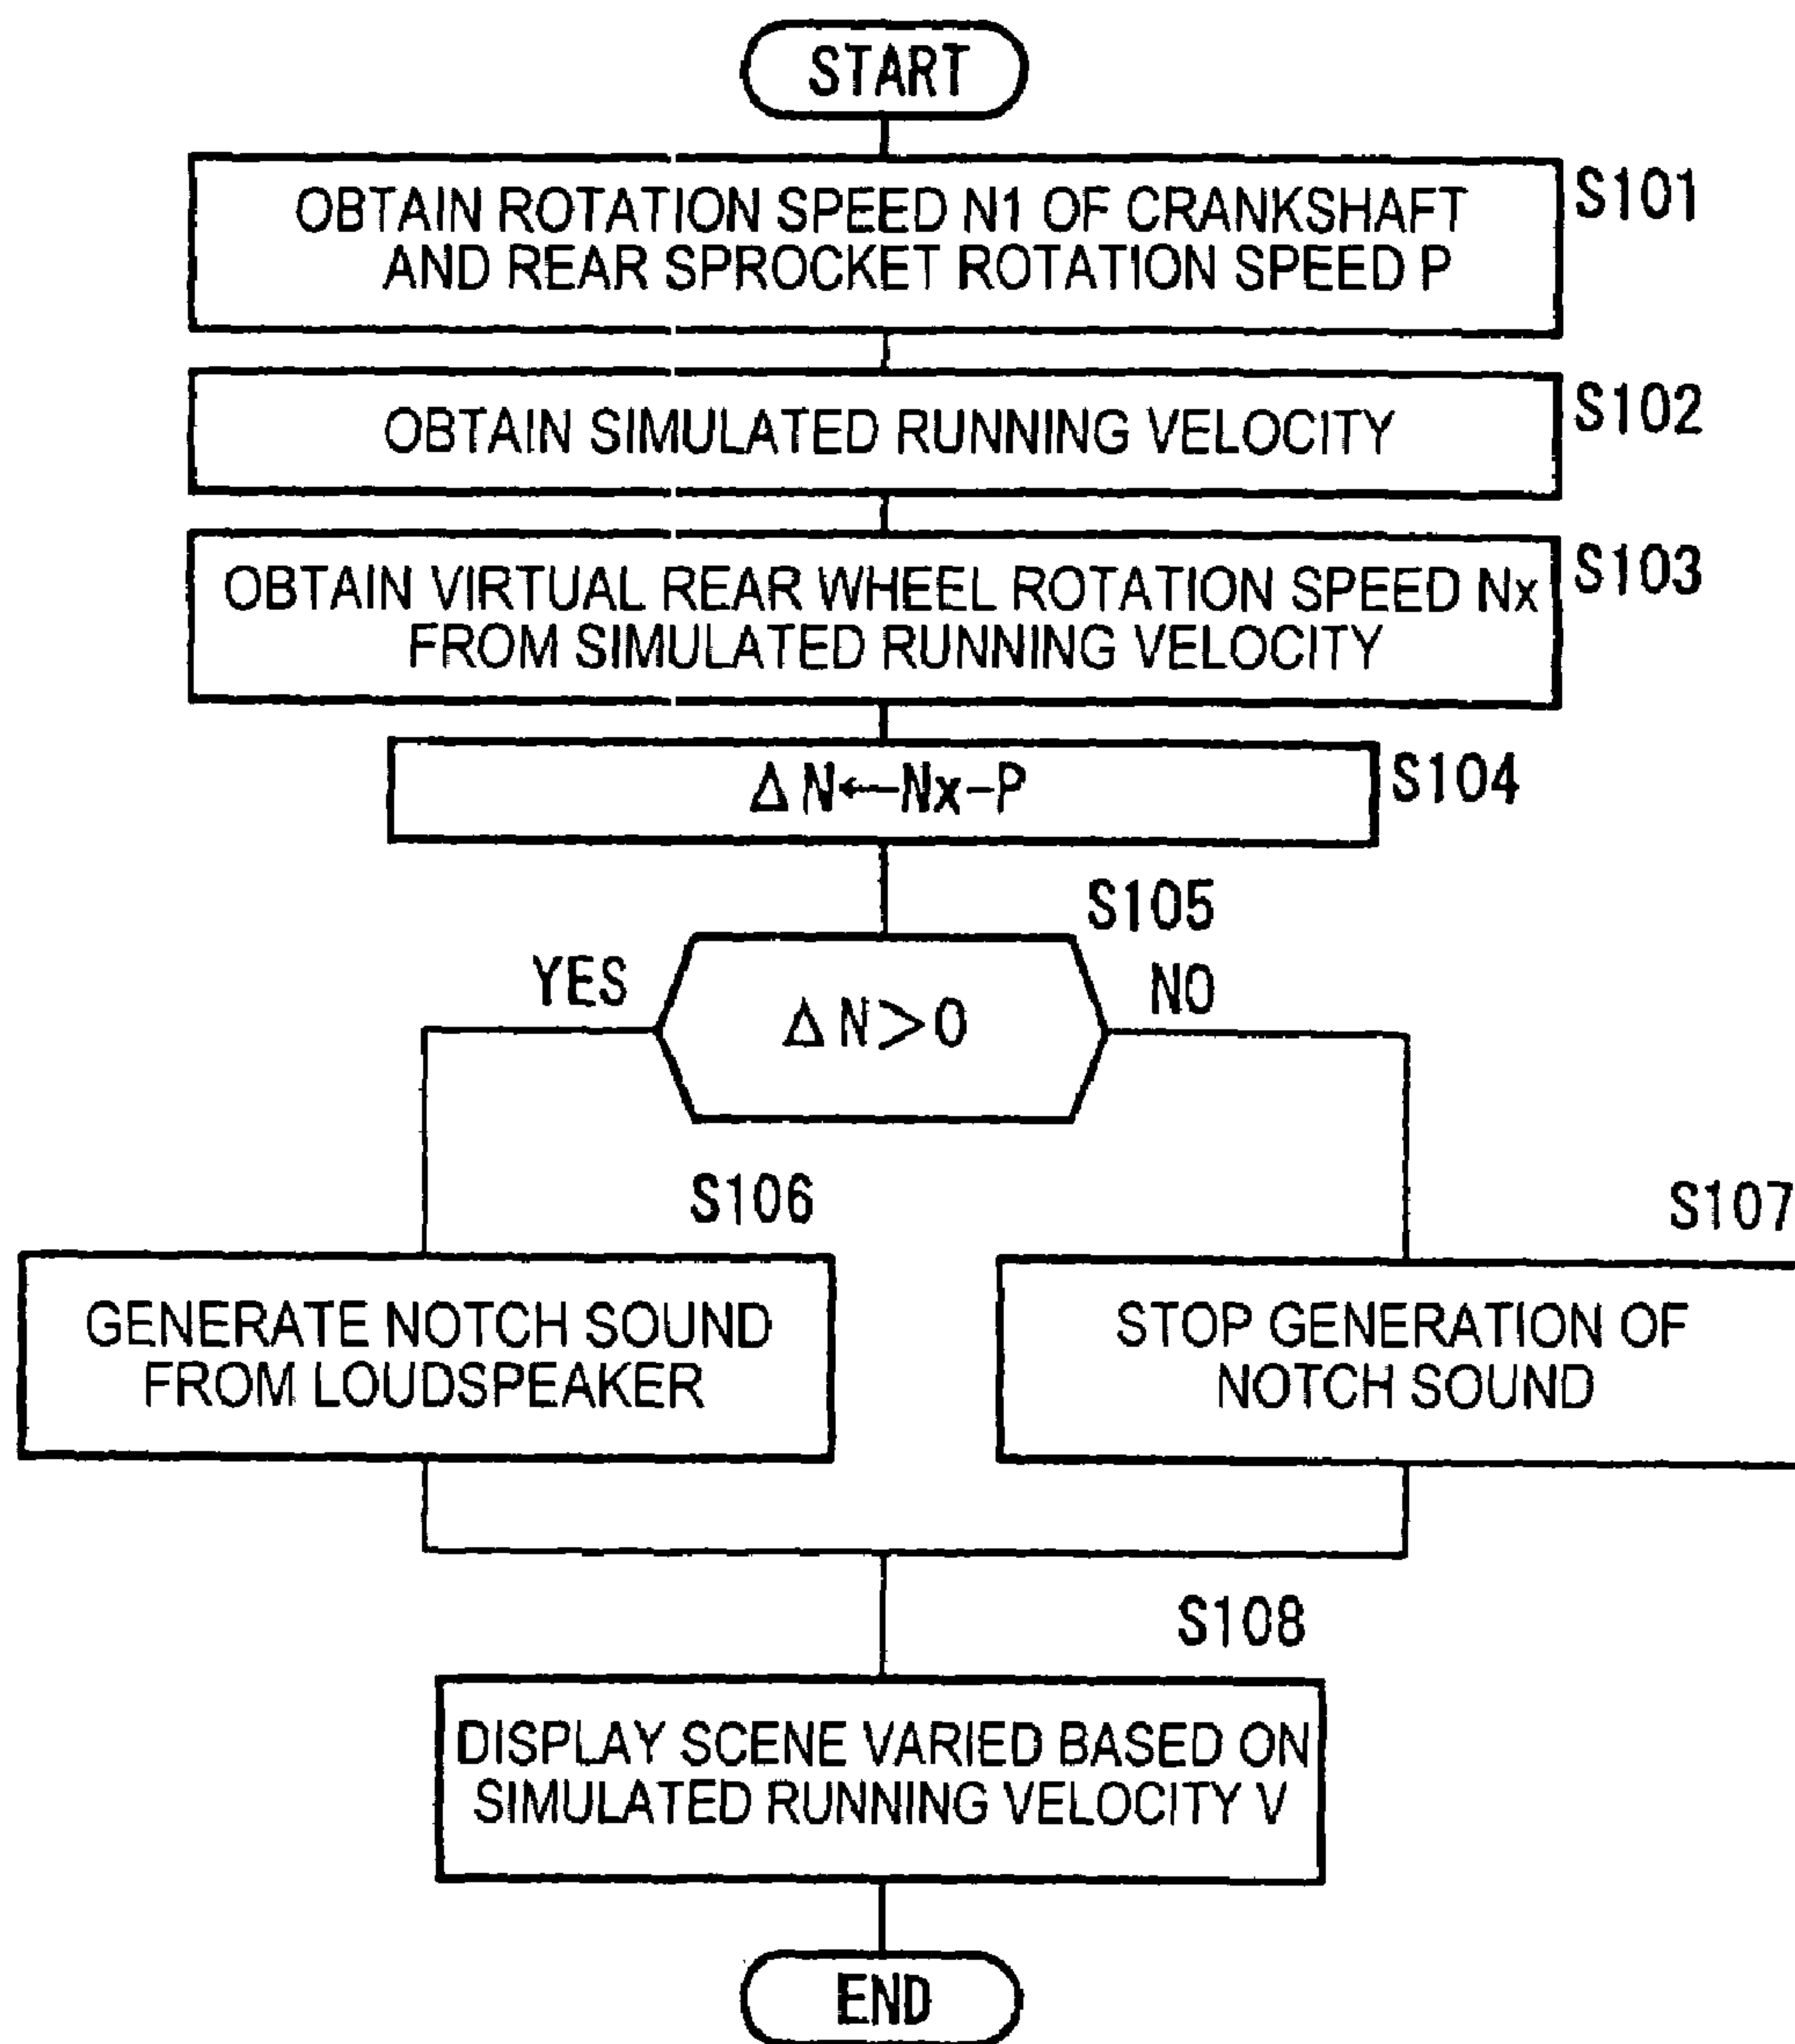 START
OBTAIN ROTATION SPEED N1 OF CRANKSHAFT
AND REAR SPROCKET ROTATION SPEED P
S101
OBTAIN SIMULATED RUNNING VELOCITY
S102
OBTAIN VIRTUAL REAR WHEEL ROTATION SPEED Nx
FROM SIMULATED RUNNING VELOCITY
S103
ΔN←Nx-P
S104
S105
YES
ΔN>0
NO
S106
GENERATE NOTCH SOUND
FROM LOUDSPEAKER
S107
STOP GENERATION OF
NOTCH SOUND
S108
DISPLAY SCENE VARIED BASED ON
SIMULATED RUNNING VELOCITY V
END